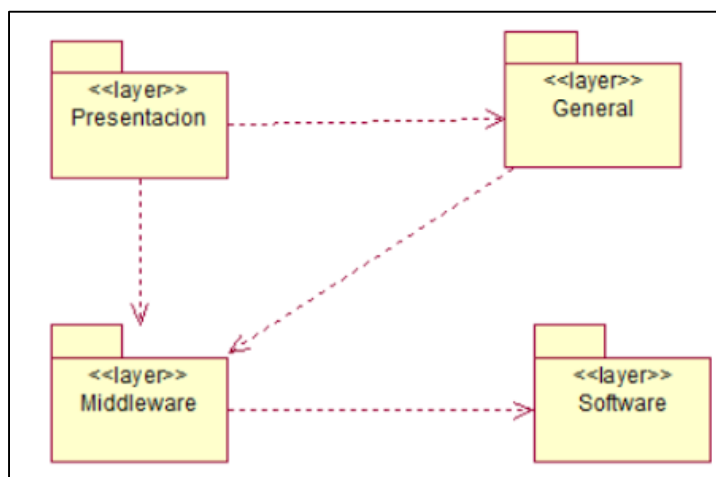 <<layer>>
Presentacion
<<layer>>
General
<<layer>>
Middleware
<<layer>>
Software